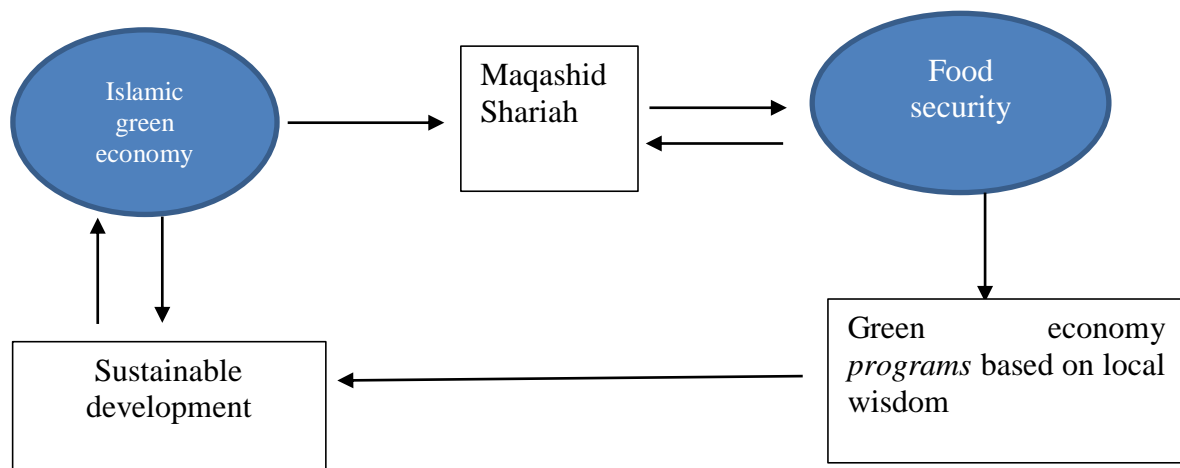 Islamic
green
economy
Maqashid
Shariah
Food
security
Sustainable
development
Green economy
programs based on local
wisdom